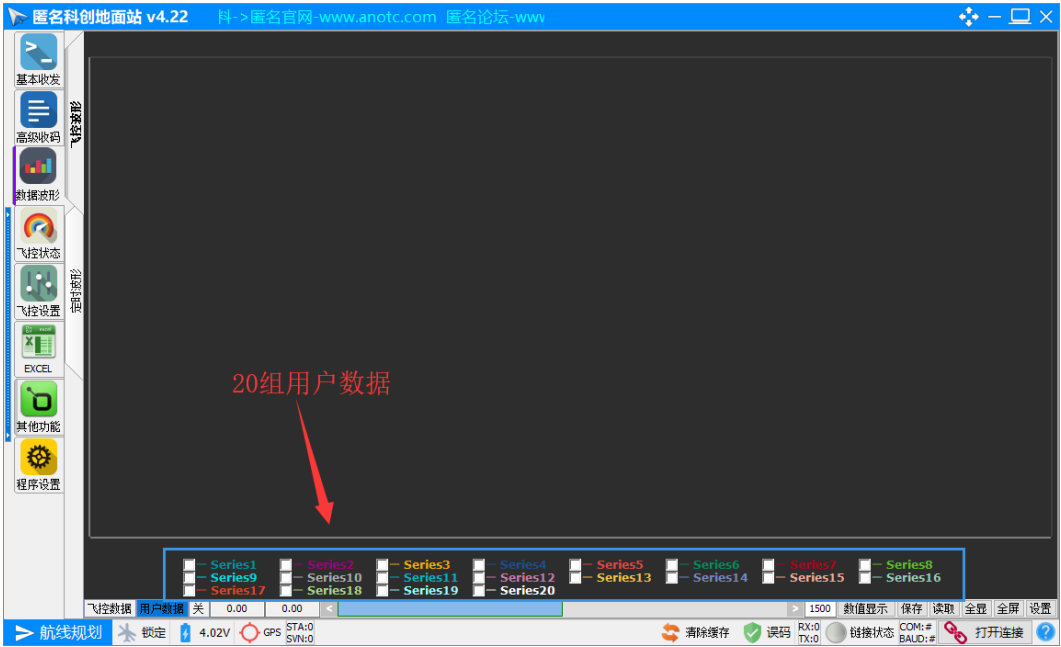 匿名科创地面站 v4.22 料->匿名官网-www.anotc.com 匿名论坛-www
基本收发
高级收码
数据波形
飞控状态
飞控设置
EXCEL
其他功能
程序设置
飞控波形
定时波形
20组用户数据
Series1 Series2 Series3 Series4 Series5 Series6 Series7 Series8
Series9 Series10 Series11 Series12 Series13 Series14 Series15 Series16
Series17 Series18 Series19 Series20
飞控数据 用户数据 关 0.00 0.00 < > 1500 数值显示 保存 读取 全显 全屏 设置
航线规划 锁定 4.02V GPS STA:0 SVN:0 清除缓存 误码 RX:0 TX:0 链接状态 COM:# BAUD:# 打开连接 ?